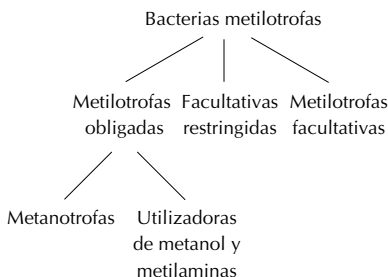 Bacterias metilotrofas
Metilotrofas Facultativas Metilotrofas
obligadas restringidas facultativas
Metanotrofas Utilizadoras
de metanol y
metilaminas